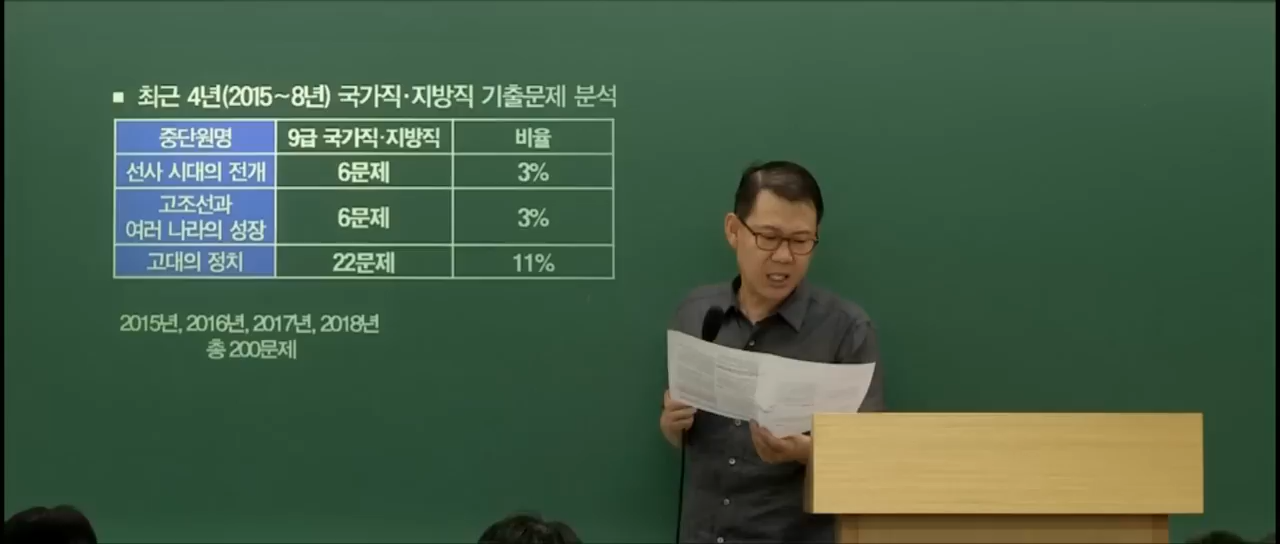 ▪ 최근 4년(2015~8년) 국가직·지방직 기출문제 분석
중단원명 9급 국가직·지방직 비율
선사 시대의 전개 6문제 3%
고조선과
여러 나라의 성장 6문제 3%
고대의 정치 22문제 11%
2015년, 2016년, 2017년, 2018년
총 200문제